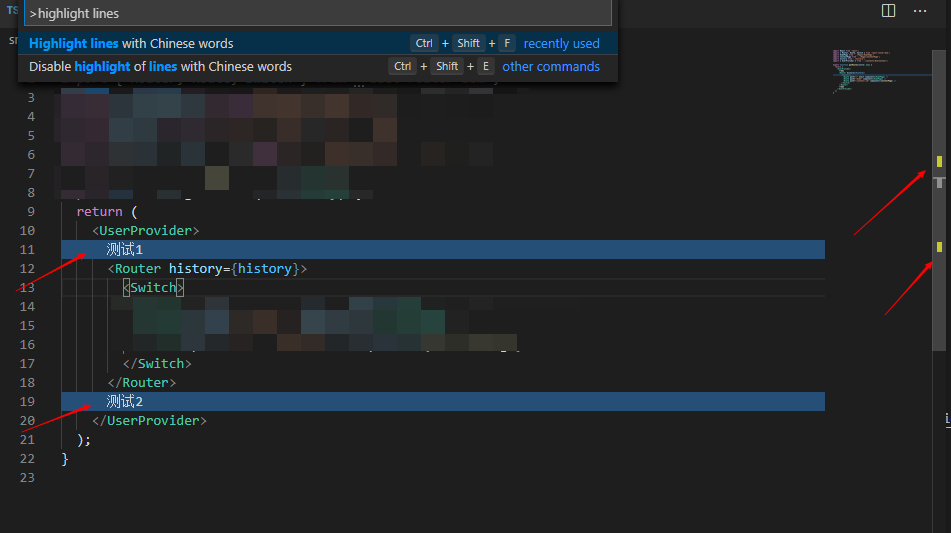 TS
>highlight lines
Highlight lines with Chinese words Ctrl + Shift + F recently used
Disable highlight of lines with Chinese words Ctrl + Shift + E other commands
3
4
5
6
7
8
9 return (
10 <UserProvider>
11 测试1
12 <Router history={history}>
13 <Switch>
14
15
16
17 </Switch>
18 </Router>
19 测试2
20 </UserProvider>
21 );
22 }
23